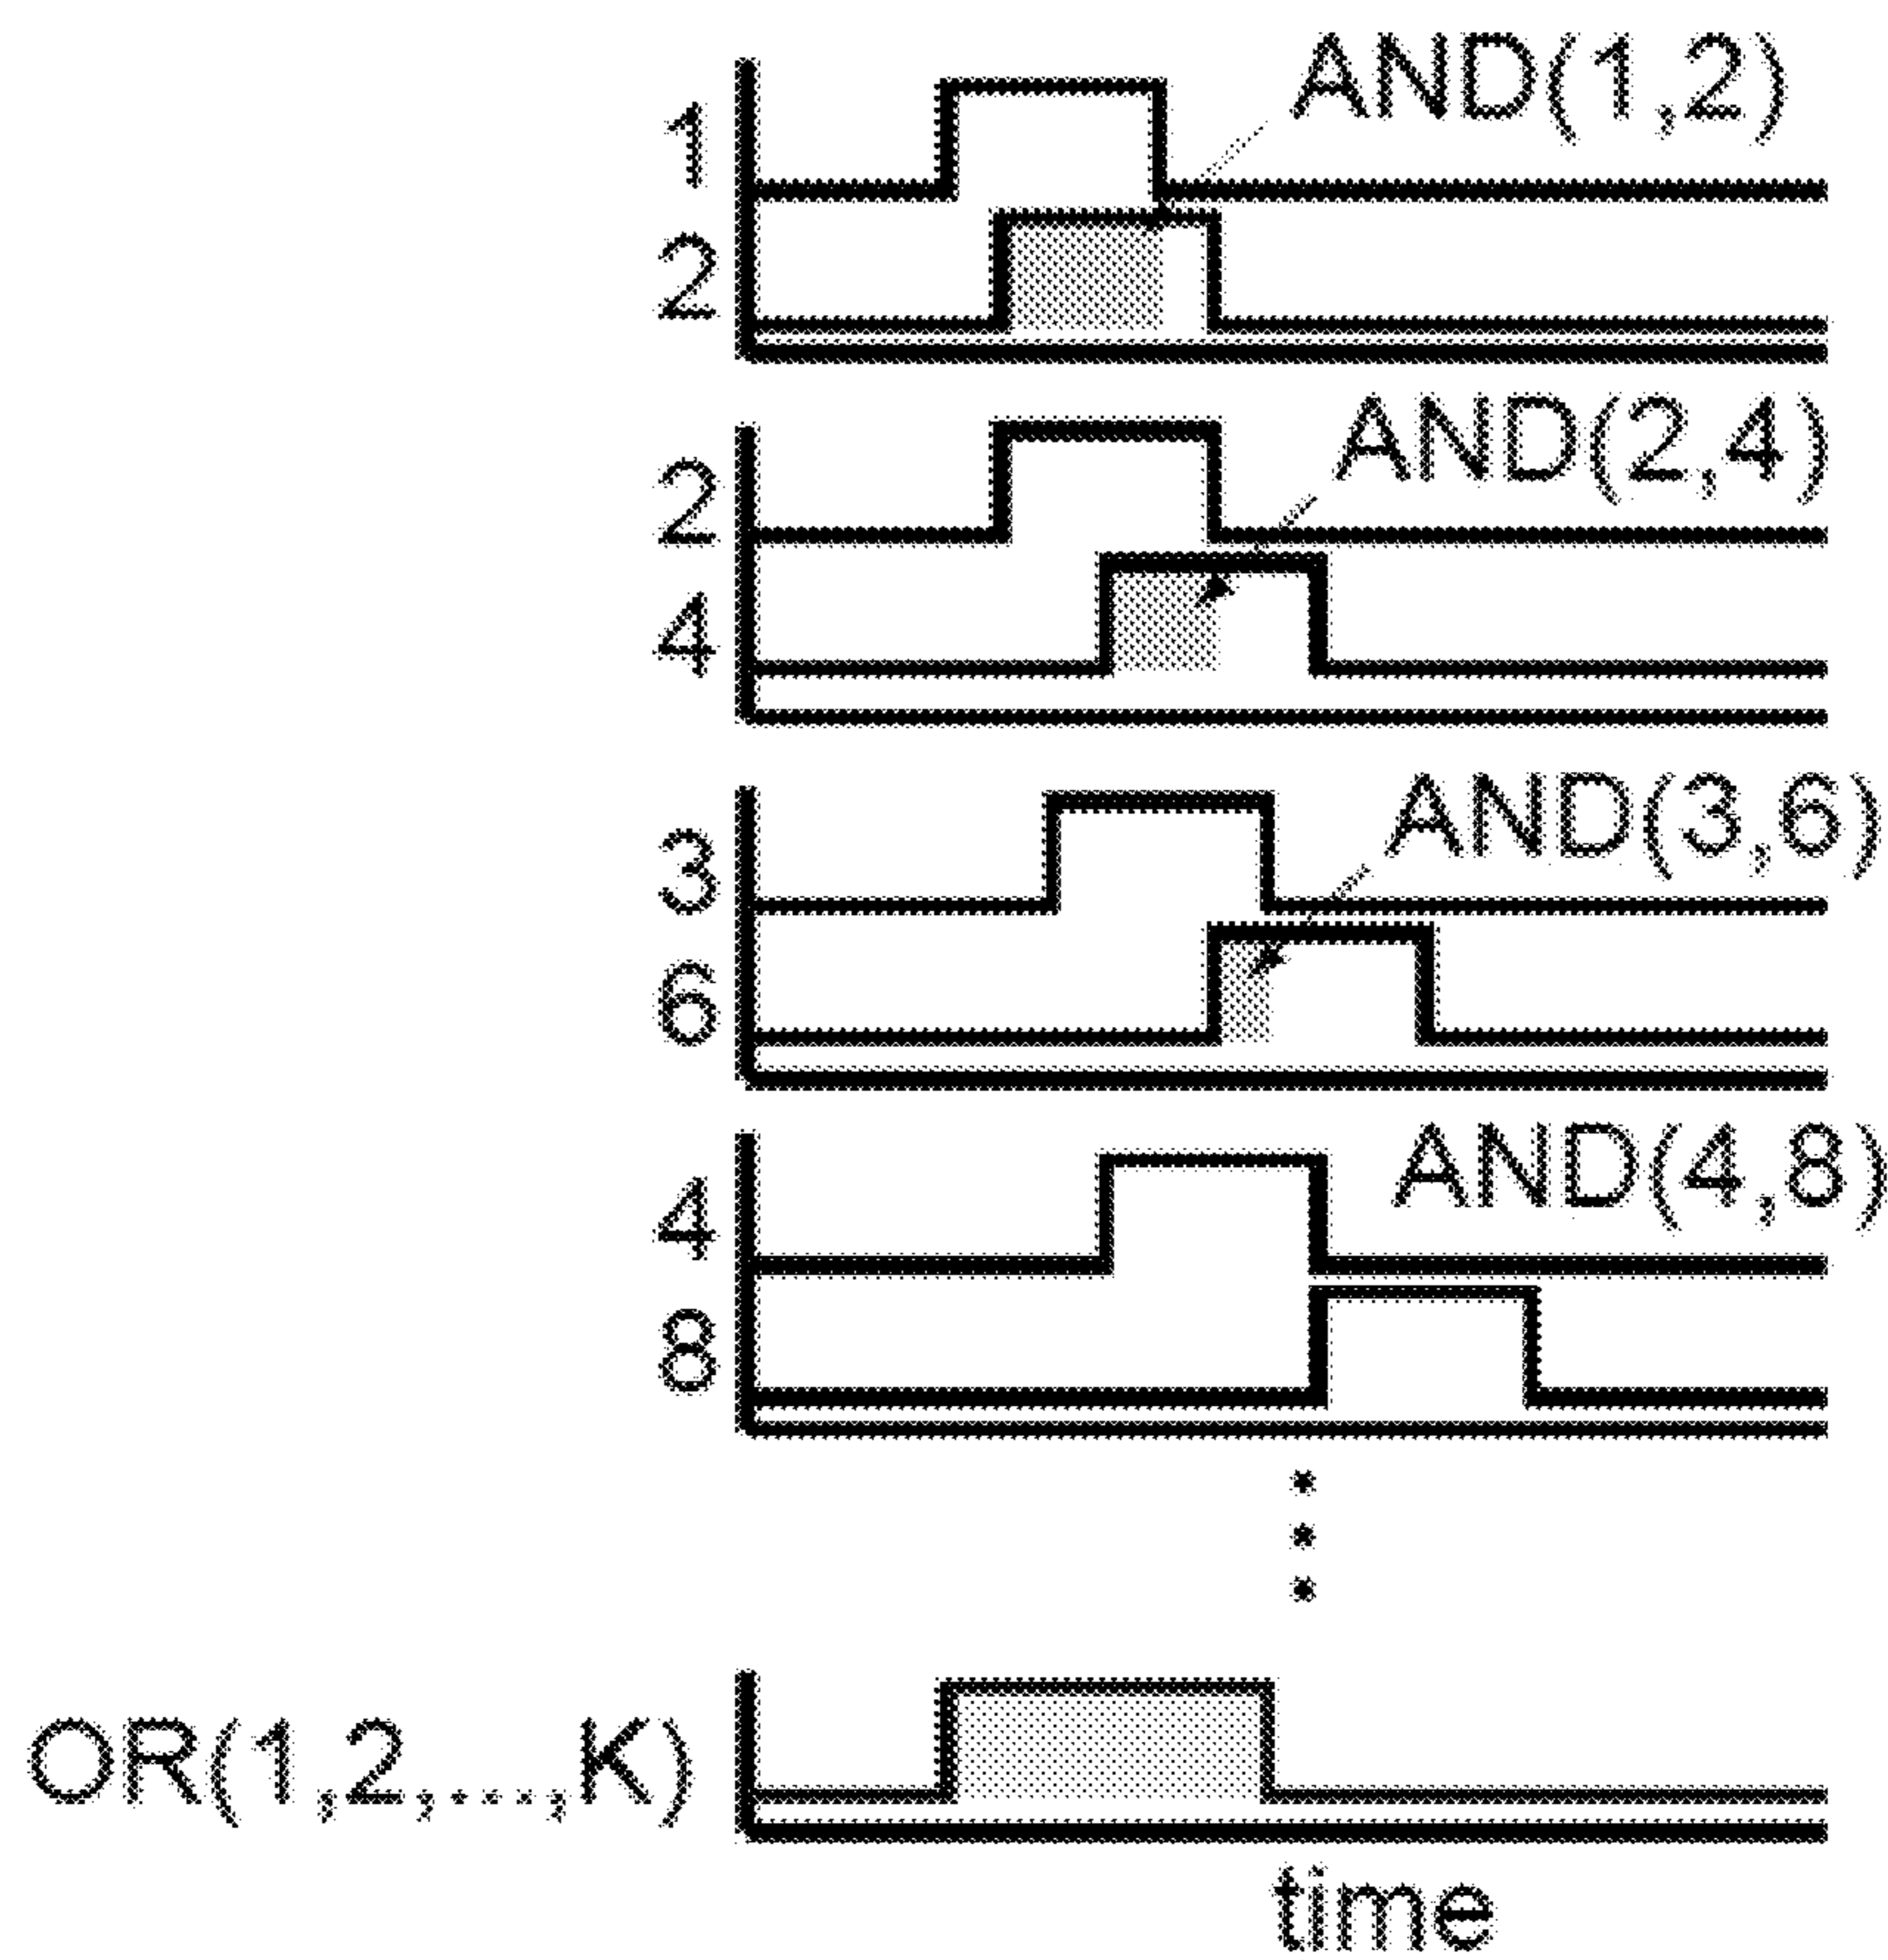 AND(1,2)
1
2
AND(2,4)
2
4
AND(3,6)
3
6
AND(4,8)
4
8
OR(1,2,...,K)
time